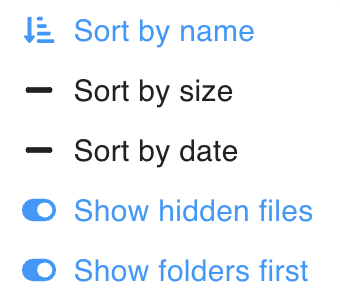 Sort by name
Sort by size
Sort by date
Show hidden files
Show folders first